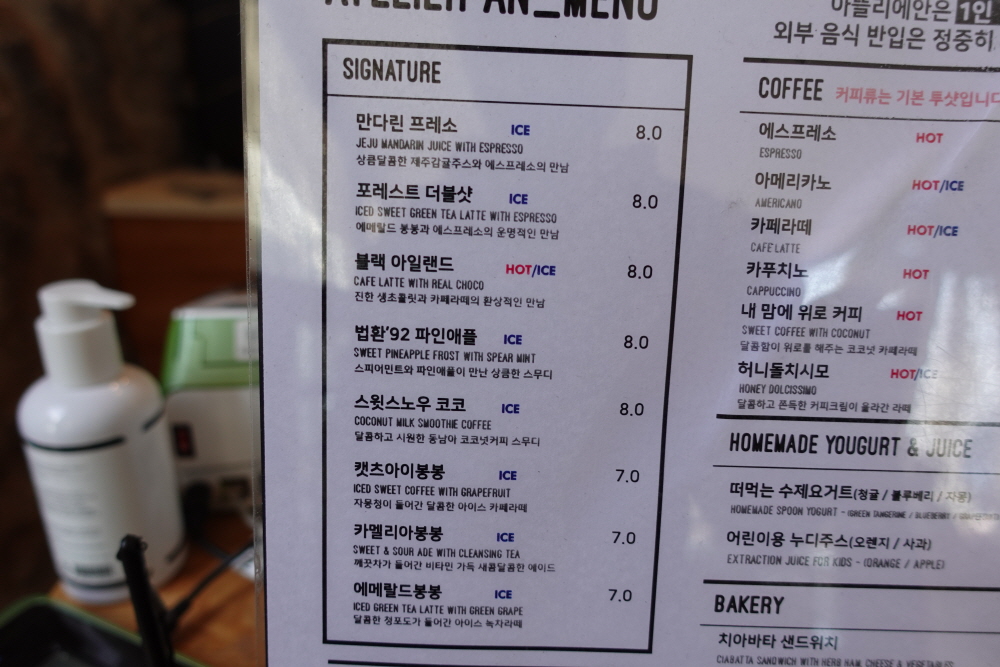 ATELIER AN_MENU
SIGNATURE
만다린 프레소 ICE 8.0
JEJU MANDARIN JUICE WITH ESPRESSO
상큼달콤한 제주감귤주스와 에스프레소의 만남
포레스트 더블샷 ICE 8.0
ICED SWEET GREEN TEA LATTE WITH ESPRESSO
에메랄드 봉봉과 에스프레소의 운명적인 만남
블랙 아일랜드 HOT/ICE 8.0
CAFE LATTE WITH REAL CHOCO
진한 생초콜릿과 카페라떼의 환상적인 만남
법환'92 파인애플 ICE 8.0
SWEET PINEAPPLE FROST WITH SPEAR MINT
스피어민트와 파인애플이 만난 상큼한 스무디
스윗스노우 코코 ICE 8.0
COCONUT MILK SMOOTHIE COFFEE
달콤하고 시원한 동남아 코코넛커피 스무디
캣츠아이봉봉 ICE 7.0
ICED SWEET COFFEE WITH GRAPEFRUIT
자몽청이 들어간 달콤한 아이스 카페라떼
카멜리아봉봉 ICE 7.0
SWEET & SOUR ADE WITH CLEANSING TEA
깨끗차가 들어간 비타민 가득 새콤달콤한 에이드
에메랄드봉봉 ICE 7.0
ICED GREEN TEA LATTE WITH GREEN GRAPE
달콤한 청포도가 들어간 아이스 녹차라떼
아뜰리에안은 1인
외부 음식 반입은 정중히
COFFEE 커피류는 기본 투샷입니다
에스프레소 HOT
ESPRESSO
아메리카노 HOT/ICE
AMERICANO
카페라떼 HOT/ICE
CAFE LATTE
카푸치노 HOT
CAPPUCCINO
내 맘에 위로 커피 HOT
SWEET COFFEE WITH COCONUT
달콤함이 위로를 해주는 코코넛 카페라떼
허니돌치시모 HOT/ICE
HONEY DOLCISSIMO
달콤하고 쫀득한 커피크림이 올라간 라떼
HOMEMADE YOUGURT & JUICE
떠먹는 수제요거트(청귤 / 블루베리 / 자몽)
HOMEMADE SPOON YOGURT - (GREEN TANGERINE / BLUEBERRY /
어린이용 누디주스(오렌지 / 사과)
EXTRACTION JUICE FOR KIDS - (ORANGE / APPLE)
BAKERY
치아바타 샌드위치
CIABATTA SANDWICH WITH HERB HAM, CHEESE & VEGETABLES